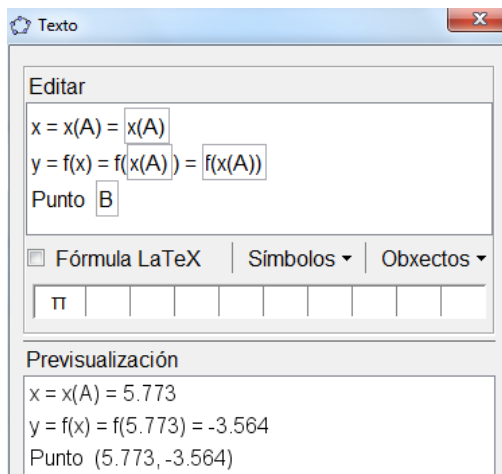 Texto
Editar
x = x(A) = x(A)
y = f(x) = f( x(A) ) = f(x(A))
Punto B
Fórmula LaTeX Símbolos Obxectos
π
Previsualización
x = x(A) = 5.773
y = f(x) = f(5.773) = -3.564
Punto (5.773, -3.564)